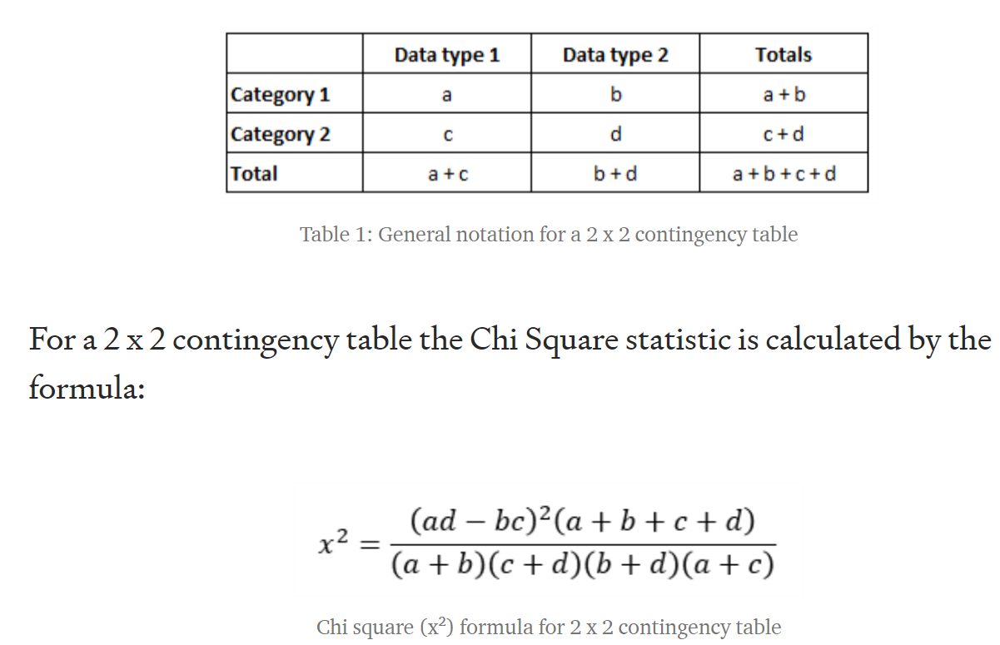 Data type 1 Data type 2 Totals
Category 1 a b a + b
Category 2 c d c + d
Total a + c b + d a + b + c + d
Table 1: General notation for a 2 x 2 contingency table
For a 2 x 2 contingency table the Chi Square statistic is calculated by the
formula:
x² = (ad − bc)²(a + b + c + d) / (a + b)(c + d)(b + d)(a + c)
Chi square (x²) formula for 2 x 2 contingency table